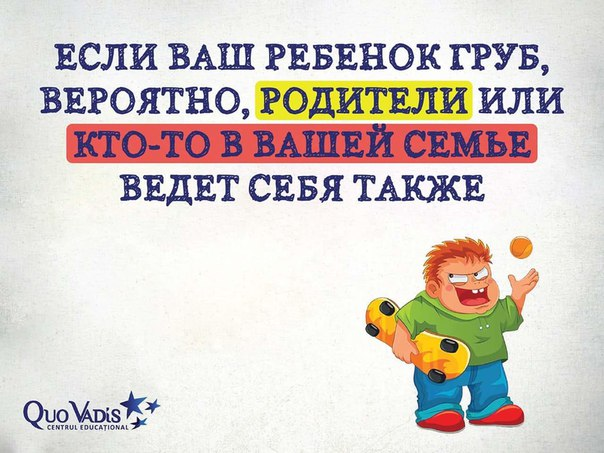 ЕСЛИ ВАШ РЕБЕНОК ГРУБ,
ВЕРОЯТНО, РОДИТЕЛИ ИЛИ
КТО-ТО В ВАШЕЙ СЕМЬЕ
ВЕДЕТ СЕБЯ ТАКЖЕ
QUO VADIS
CENTRUL EDUCAȚIONAL